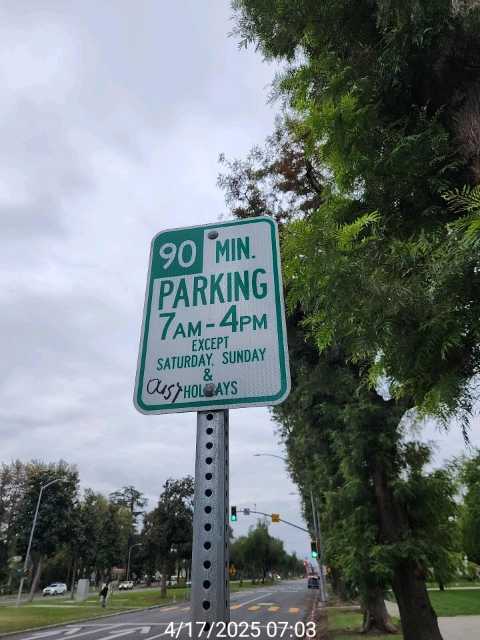 90 MIN.
PARKING
7AM-4PM
EXCEPT
SATURDAY, SUNDAY
&
HOLIDAYS
4/17/2025 07:03